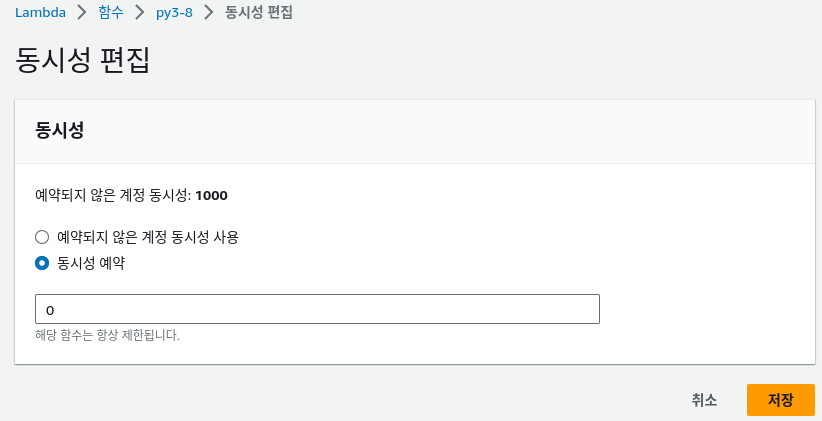 Lambda > 함수 > py3-8 > 동시성 편집
동시성 편집
동시성
예약되지 않은 계정 동시성: 1000
예약되지 않은 계정 동시성 사용
동시성 예약
0
해당 함수는 항상 제한됩니다.
취소 저장